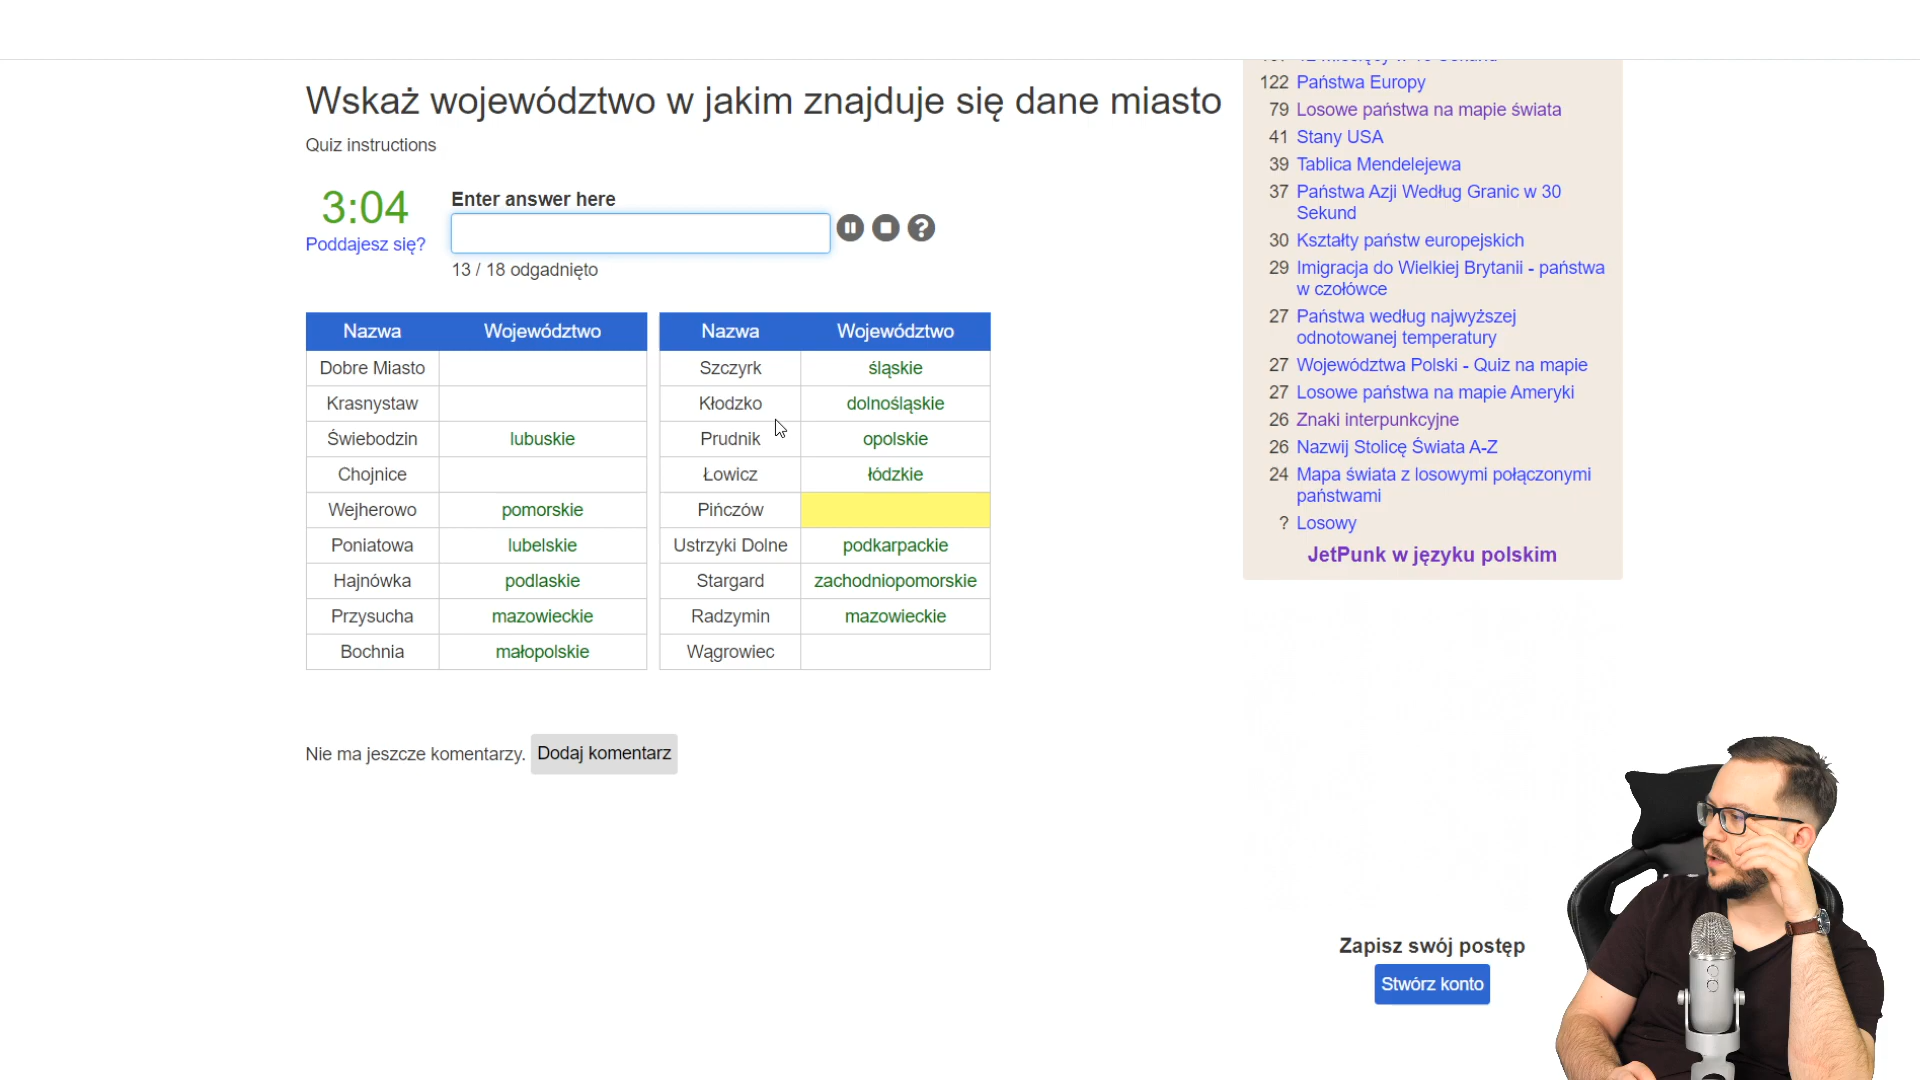 Wskaż województwo w jakim znajduje się dane miasto
Quiz instructions
3:04
Poddajesz się?
Enter answer here
13 / 18 odgadnięto
Nazwa Województwo
Dobre Miasto
Krasnystaw
Świebodzin lubuskie
Chojnice
Wejherowo pomorskie
Poniatowa lubelskie
Hajnówka podlaskie
Przysucha mazowieckie
Bochnia małopolskie
Nazwa Województwo
Szczyrk śląskie
Kłodzko dolnośląskie
Prudnik opolskie
Łowicz łódzkie
Pińczów
Ustrzyki Dolne podkarpackie
Stargard zachodniopomorskie
Radzymin mazowieckie
Wągrowiec
Nie ma jeszcze komentarzy. Dodaj komentarz
122 Państwa Europy
79 Losowe państwa na mapie świata
41 Stany USA
39 Tablica Mendelejewa
37 Państwa Azji Według Granic w 30
Sekund
30 Kształty państw europejskich
29 Imigracja do Wielkiej Brytanii - państwa
w czołówce
27 Państwa według najwyższej
odnotowanej temperatury
27 Województwa Polski - Quiz na mapie
27 Losowe państwa na mapie Ameryki
26 Znaki interpunkcyjne
26 Nazwij Stolicę Świata A-Z
24 Mapa świata z losowymi połączonymi
państwami
? Losowy
JetPunk w języku polskim
Zapisz swój postęp
Stwórz konto